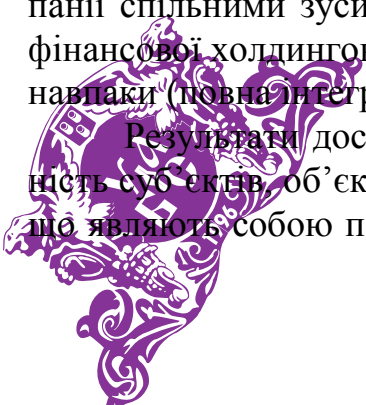 панії спільними зуси
фінансової холдингов
навпаки (повна інтегр
Результати дос
ність суб’єктів, об’єк
що являють собою п